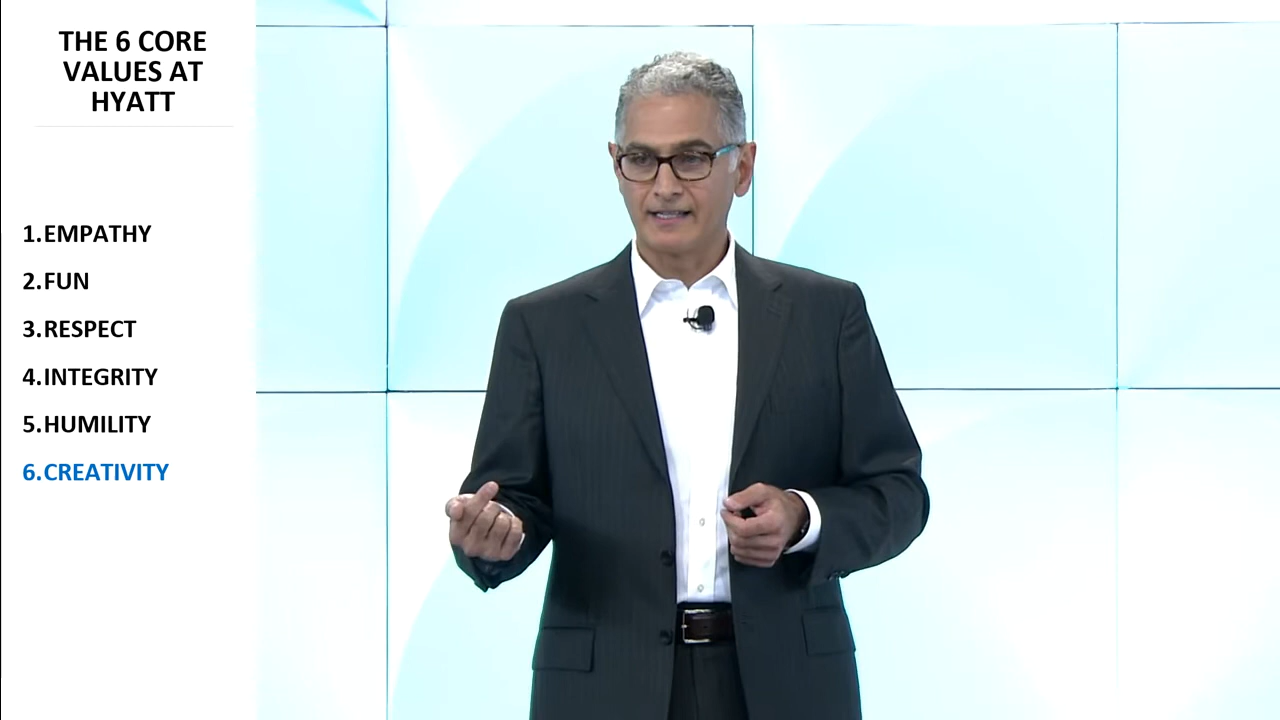 THE 6 CORE
VALUES AT
HYATT
1.EMPATHY
2.FUN
3.RESPECT
4.INTEGRITY
5.HUMILITY
6.CREATIVITY